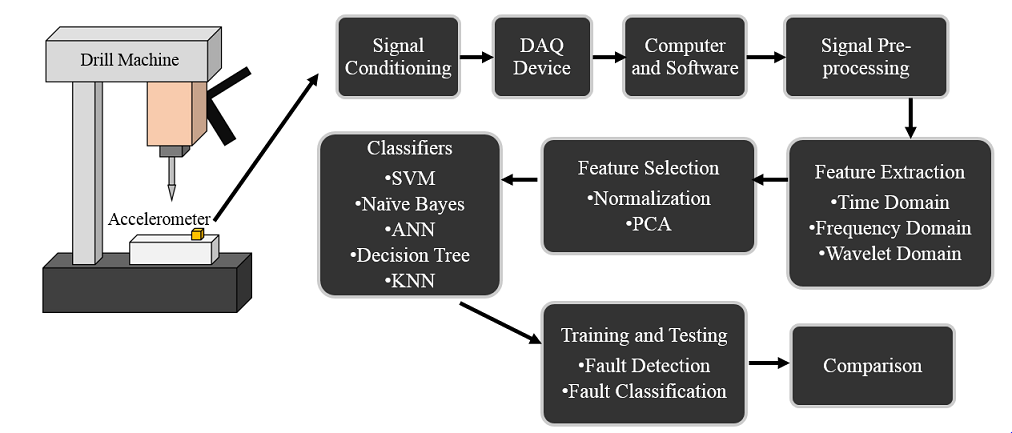 Drill Machine
Accelerometer
Signal
Conditioning
DAQ
Device
Computer
and Software
Signal Pre-
processing
Feature Extraction
•Time Domain
•Frequency Domain
•Wavelet Domain
Feature Selection
•Normalization
•PCA
Classifiers
•SVM
•Naïve Bayes
•ANN
•Decision Tree
•KNN
Training and Testing
•Fault Detection
•Fault Classification
Comparison